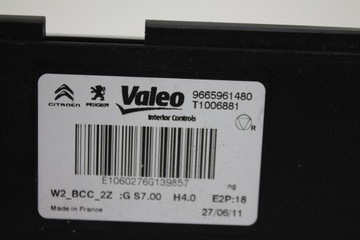 CITROËN PEUGEOT Valeo 9665961480
T1006881
Interior Controls
E1060276G139857
W2_BCC_2Z :G S7.00 H4.0 E2P:18
Made in France 27/06/11
R
ng